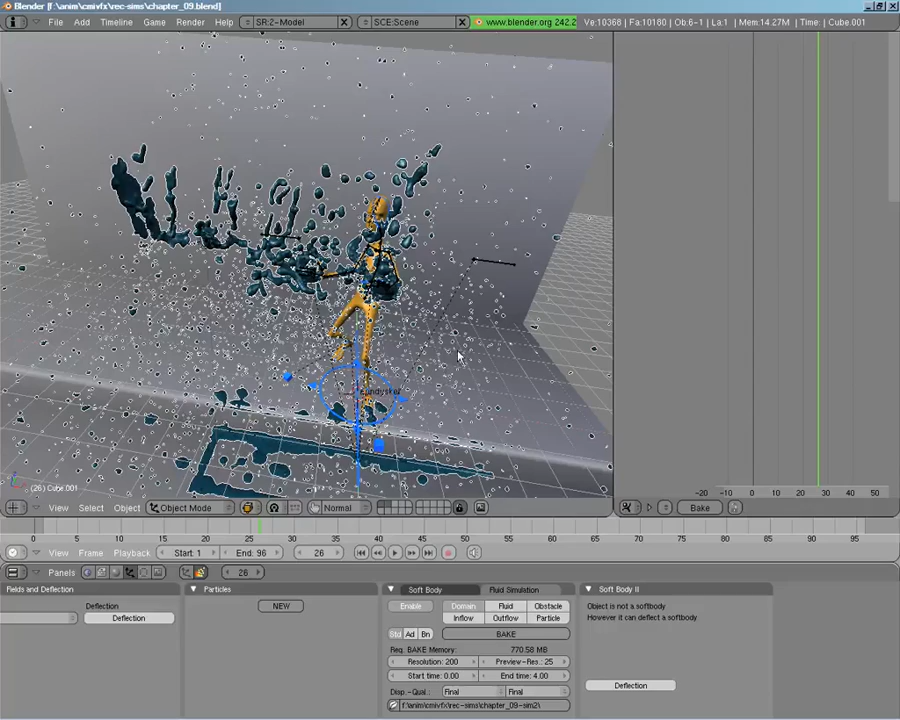 Blender [f:\anim\cmivfx\rec-sims\chapter_09.blend]
File Add Timeline Game Render Help SR:2-Model SCE:Scene www.blender.org 242.2 Ve:10368 | Fa:10180 | Ob:6-1 | La:0 | Mem:14.27M | Time: | Cube.001
(26) Cube.001
-20 -10 0 10 20 30 40 50
View Select Object Object Mode Normal Bake
0 5 10 15 20 25 30 35 40 45 50 55 60 65 70 75 80 85 90 95
View Frame Playback Start: 1 End: 96 26
Panels 26
Fields and Deflection
Deflection
Deflection
Particles
NEW
Soft Body Fluid Simulation
Enable Domain Fluid Obstacle
Inflow Outflow Particle
Std Ad Bn BAKE
Req. BAKE Memory: 770.58 MB
Resolution: 200 Preview-Res.: 25
Start time: 0.00 End time: 4.00
Disp.-Qual.: Final Final
f:\anim\cmivfx\rec-sims\chapter_09-sim2\
Soft Body II
Object is not a softbody
However it can deflect a softbody
Deflection